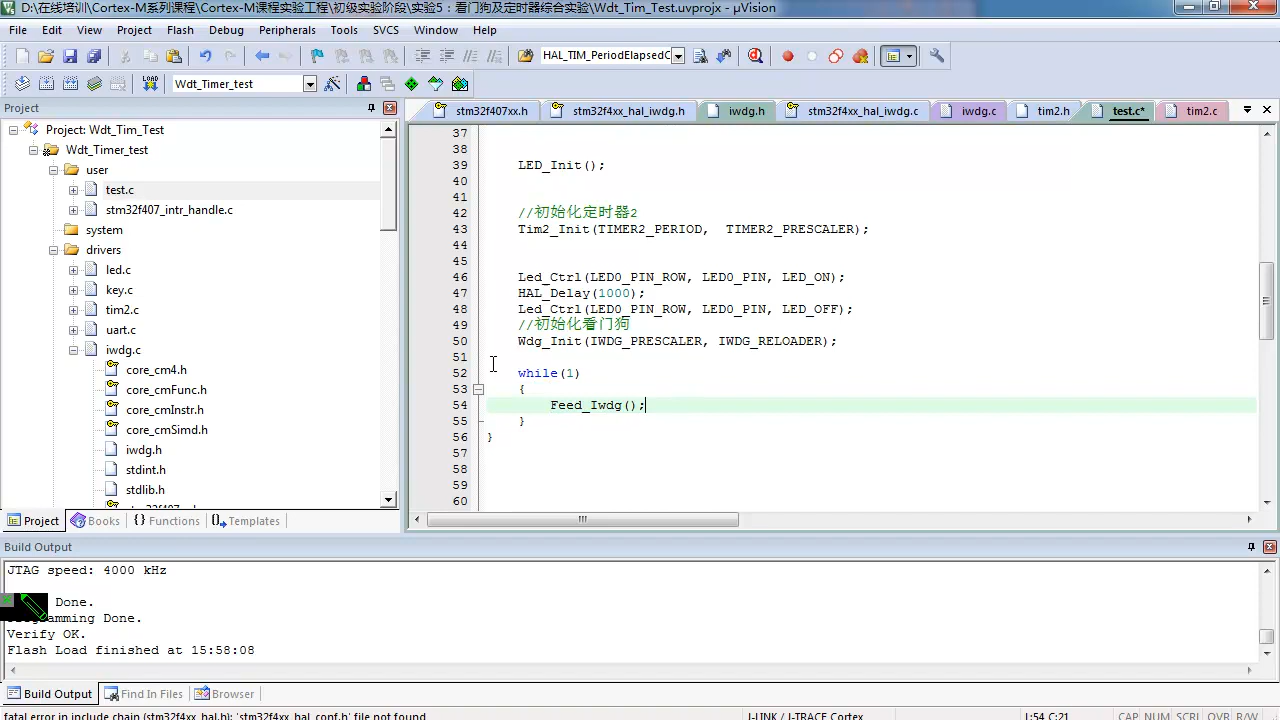 D:\在线培训\Cortex-M系列课程\Cortex-M课程实验工程\初级实验阶段\实验5：看门狗及定时器综合实验\Wdt_Tim_Test.uvprojx - µVision
File Edit View Project Flash Debug Peripherals Tools SVCS Window Help
HAL_TIM_PeriodElapsedC
LOAD Wdt_Timer_test
Project
stm32f407xx.h stm32f4xx_hal_iwdg.h iwdg.h stm32f4xx_hal_iwdg.c iwdg.c tim2.h test.c* tim2.c
Project: Wdt_Tim_Test
Wdt_Timer_test
user
test.c
stm32f407_intr_handle.c
system
drivers
led.c
key.c
tim2.c
uart.c
iwdg.c
core_cm4.h
core_cmFunc.h
core_cmInstr.h
core_cmSimd.h
iwdg.h
stdint.h
stdlib.h
Project Books Functions Templates
37
38
39 LED_Init();
40
41
42 //初始化定时器2
43 Tim2_Init(TIMER2_PERIOD, TIMER2_PRESCALER);
44
45
46 Led_Ctrl(LED0_PIN_ROW, LED0_PIN, LED_ON);
47 HAL_Delay(1000);
48 Led_Ctrl(LED0_PIN_ROW, LED0_PIN, LED_OFF);
49 //初始化看门狗
50 Wdg_Init(IWDG_PRESCALER, IWDG_RELOADER);
51
52 while(1)
53 {
54 Feed_Iwdg();
55 }
56 }
57
58
59
60
Build Output
JTAG speed: 4000 kHz
Done.
mming Done.
Verify OK.
Flash Load finished at 15:58:08
Build Output Find In Files Browser
fatal error in include chain (stm32f4xx_hal.h): 'stm32f4xx_hal_conf.h' file not found J-LINK / J-TRACE Cortex L:54 C:21 CAP NUM SCRL OVR R/W